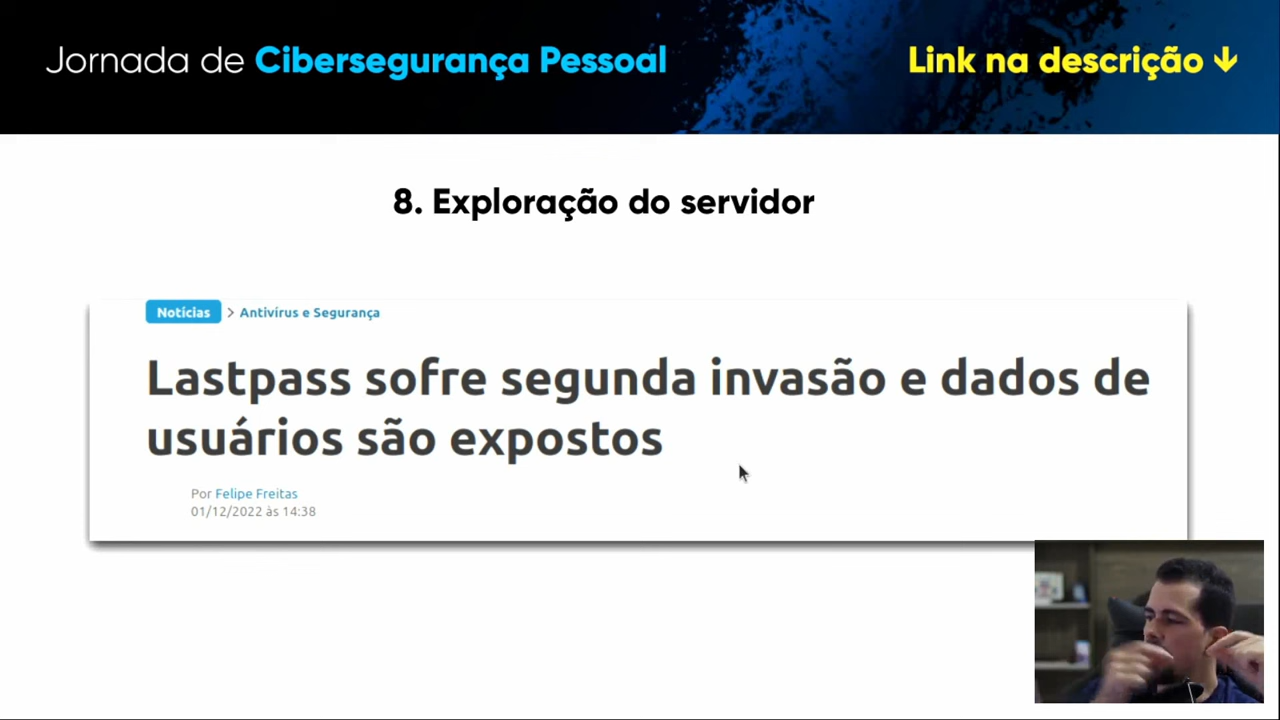 Jornada de Cibersegurança Pessoal
Link na descrição ↓
8. Exploração do servidor
Notícias > Antivírus e Segurança
Lastpass sofre segunda invasão e dados de
usuários são expostos
Por Felipe Freitas
01/12/2022 às 14:38